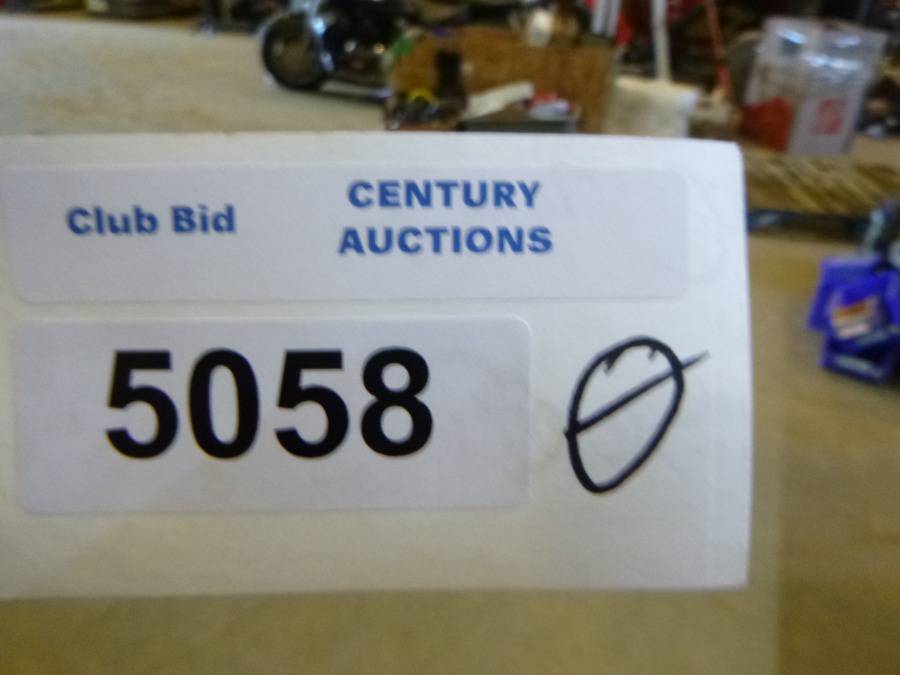 Club Bid
CENTURY
AUCTIONS
5058